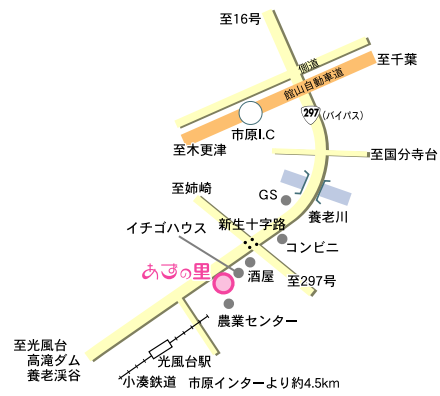 至16号
至千葉
側道
館山自動車道
297
(バイパス)
市原I.C
至木更津
至国分寺台
至姉崎
GS
養老川
新生十字路
イチゴハウス
コンビニ
あずの里
酒屋
至297号
農業センター
至光風台
高滝ダム
養老渓谷
光風台駅
小湊鉄道
市原インターより約4.5km